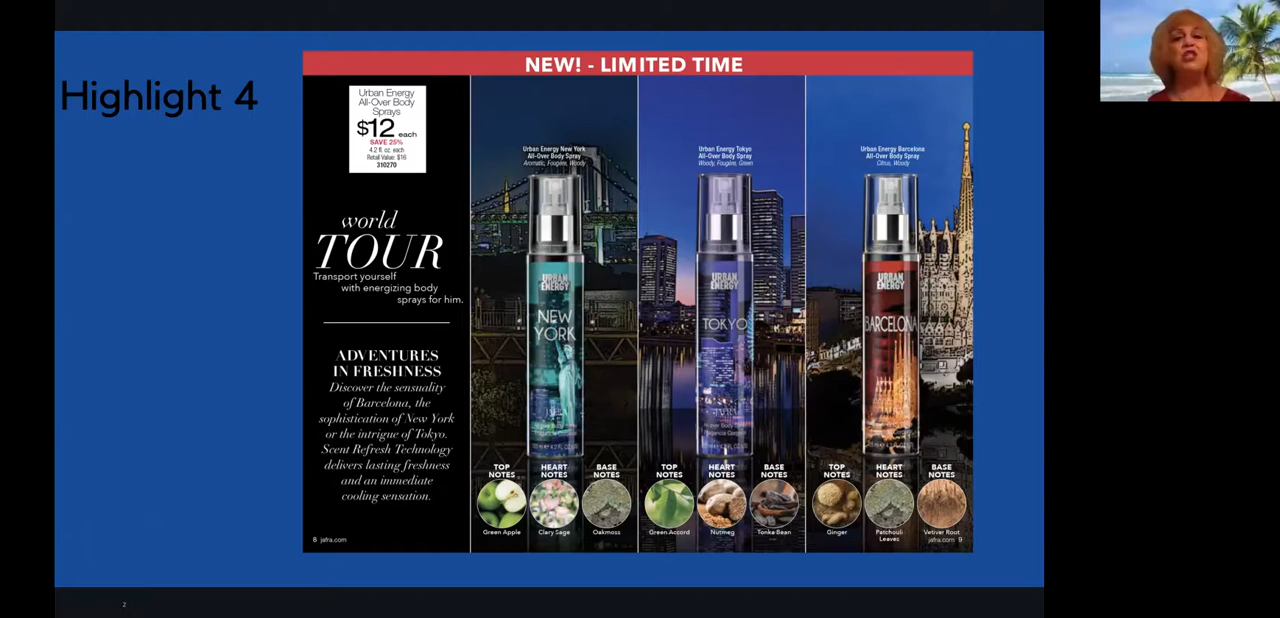 Highlight 4
NEW! - LIMITED TIME
Urban Energy
All-Over Body
Sprays
$12 each
SAVE 25%
4.2 fl. oz. each
Retail Value: $16
310270
world
TOUR
Transport yourself
with energizing body
sprays for him.
ADVENTURES
IN FRESHNESS
Discover the sensuality
of Barcelona, the
sophistication of New York
or the intrigue of Tokyo.
Scent Refresh Technology
delivers lasting freshness
and an immediate
cooling sensation.
8 jafra.com
Urban Energy New York
All-Over Body Spray
Aromatic, Fougère, Woody
URBAN
ENERGY
NEW
YORK
JAFRA
TOP
NOTES
Green Apple
HEART
NOTES
Clary Sage
BASE
NOTES
Oakmoss
Urban Energy Tokyo
All-Over Body Spray
Woody, Fougère, Green
URBAN
ENERGY
TOKYO
JAFRA
TOP
NOTES
Green Accord
HEART
NOTES
Nutmeg
BASE
NOTES
Tonka Bean
Urban Energy Barcelona
All-Over Body Spray
Citrus, Woody
URBAN
ENERGY
BARCELONA
TOP
NOTES
Ginger
HEART
NOTES
Patchouli
Leaves
BASE
NOTES
Vetiver Root
jafra.com 9
2